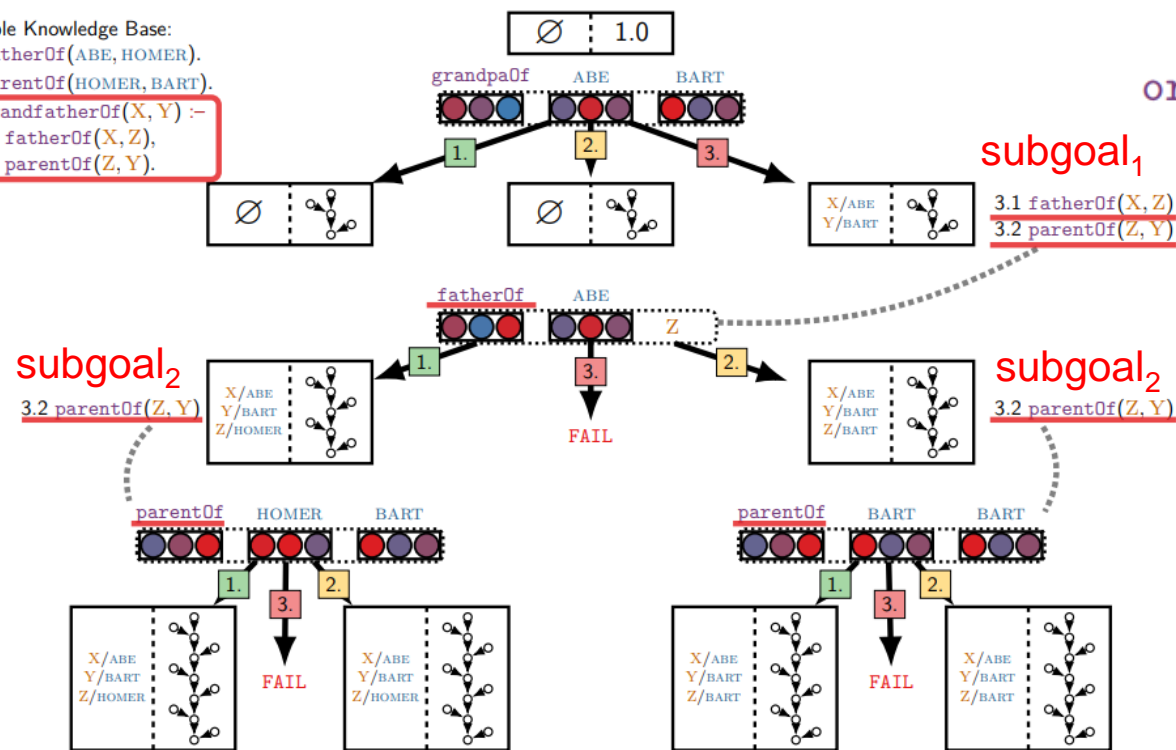 ple Knowledge Base:
therOf(ABE, HOMER).
rentOf(HOMER, BART).
andfatherOf(X, Y) :–
fatherOf(X, Z),
parentOf(Z, Y).
∅ 1.0
grandpaOf ABE BART
or
1. 2. 3.
subgoal1
∅
∅
X/ABE
Y/BART
3.1 fatherOf(X, Z)
3.2 parentOf(Z, Y)
fatherOf ABE
Z
1. 3. 2.
subgoal2
3.2 parentOf(Z, Y)
X/ABE
Y/BART
Z/HOMER
FAIL
X/ABE
Y/BART
Z/BART
subgoal2
3.2 parentOf(Z, Y)
parentOf HOMER BART
1. 3. 2.
X/ABE
Y/BART
Z/HOMER
FAIL
X/ABE
Y/BART
Z/HOMER
parentOf BART BART
1. 3. 2.
X/ABE
Y/BART
Z/BART
FAIL
X/ABE
Y/BART
Z/BART